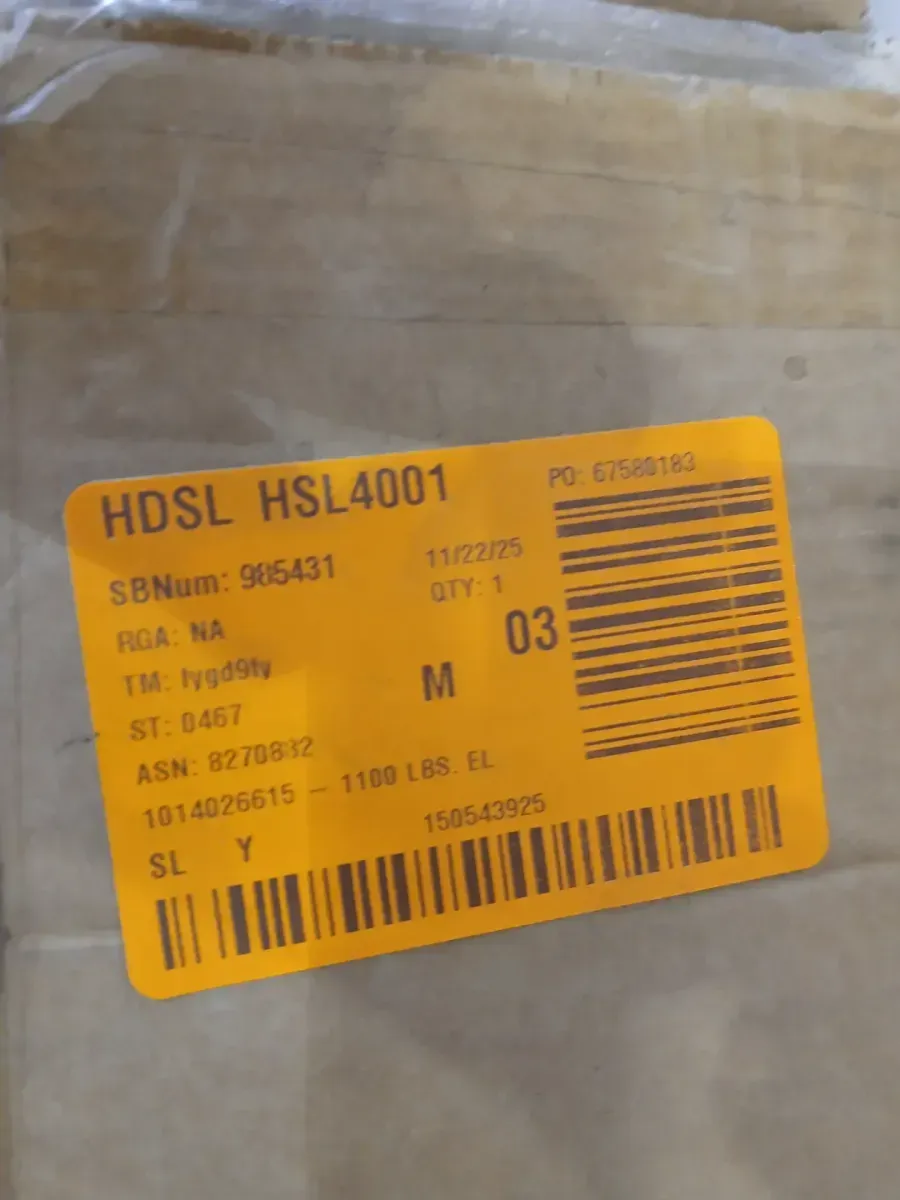 HDSL HSL4001
PO: 67580183
SBNum: 985431
11/22/25
QTY: 1
RGA: NA
03
TM:
M
ST: 0467
ASN: 8270832
1014026615 – 1100 LBS. EL
150543925
SL Y